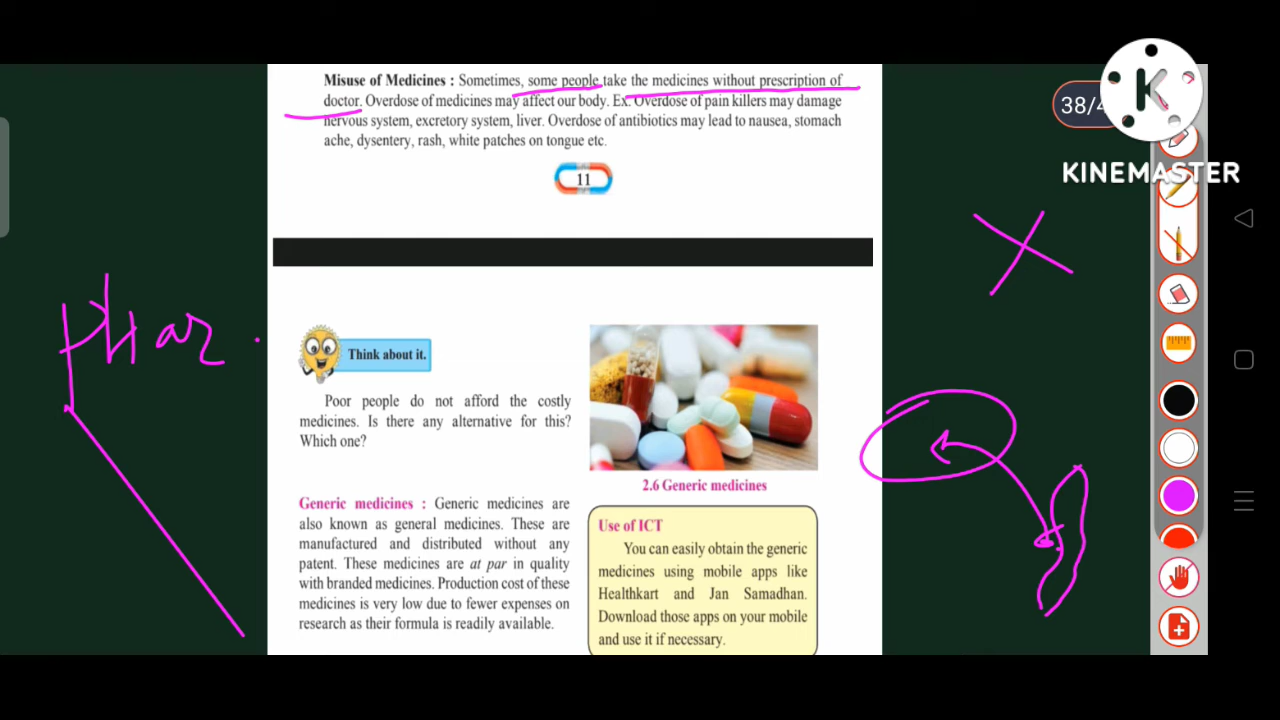 Misuse of Medicines : Sometimes, some people take the medicines without prescription of
doctor. Overdose of medicines may affect our body. Ex. Overdose of pain killers may damage
nervous system, excretory system, liver. Overdose of antibiotics may lead to nausea, stomach
ache, dysentery, rash, white patches on tongue etc.
11
38/4
K
KINEMASTER
Phar.
Think about it.
Poor people do not afford the costly
medicines. Is there any alternative for this?
Which one?
Generic medicines : Generic medicines are
also known as general medicines. These are
manufactured and distributed without any
patent. These medicines are at par in quality
with branded medicines. Production cost of these
medicines is very low due to fewer expenses on
research as their formula is readily available.
2.6 Generic medicines
Use of ICT
You can easily obtain the generic
medicines using mobile apps like
Healthkart and Jan Samadhan.
Download those apps on your mobile
and use it if necessary.